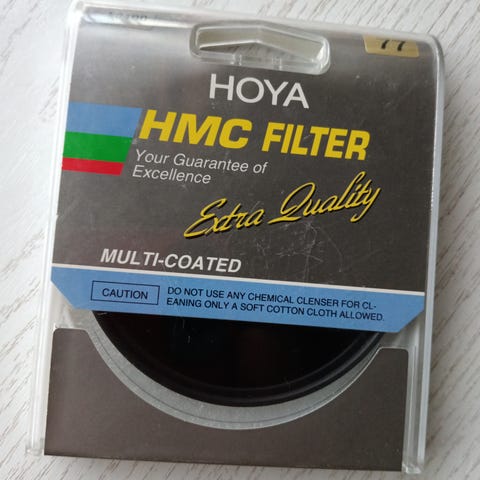 77
HOYA
HMC FILTER
Your Guarantee of
Excellence
Extra Quality
MULTI-COATED
CAUTION
DO NOT USE ANY CHEMICAL CLENSER FOR CL-
EANING ONLY A SOFT COTTON CLOTH ALLOWED.